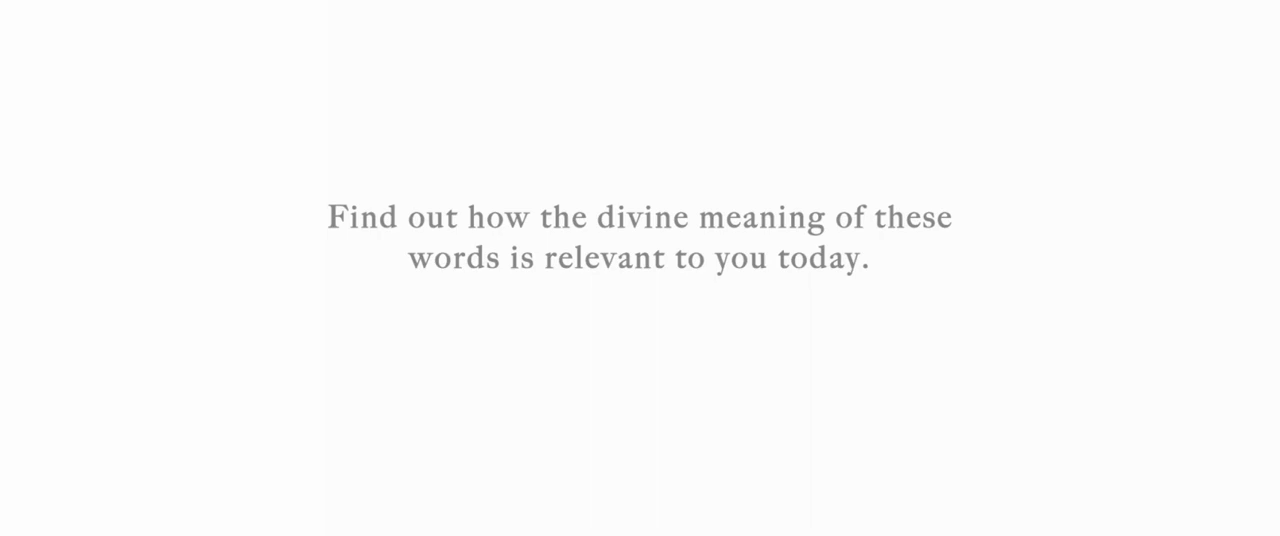 Find out how the divine meaning of these
words is relevant to you today.